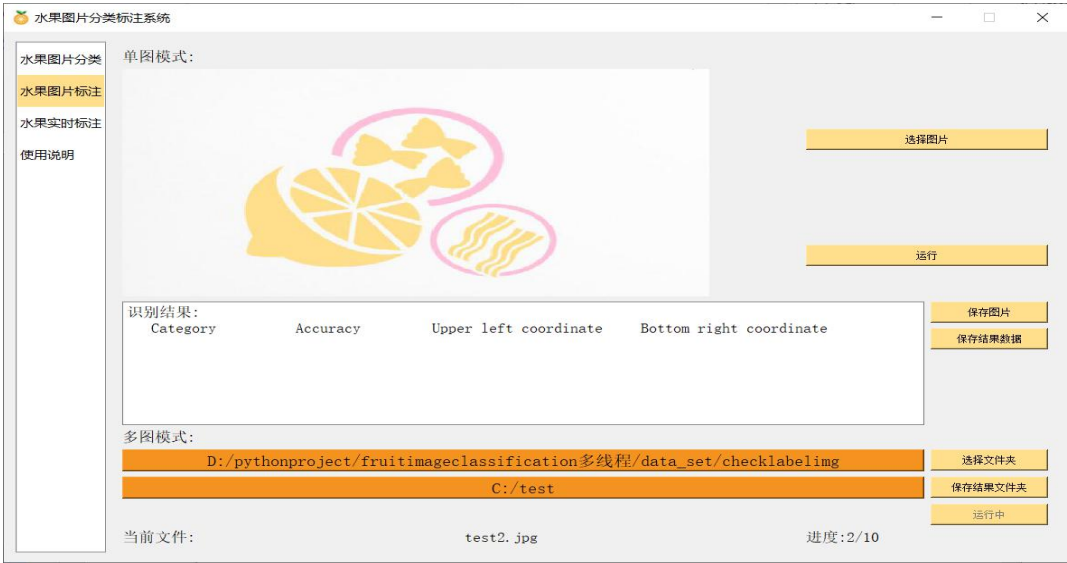 水果图片分类标注系统
水果图片分类
水果图片标注
水果实时标注
使用说明
单图模式:
选择图片
运行
识别结果:
Category Accuracy Upper left coordinate Bottom right coordinate
保存图片
保存结果数据
多图模式:
D:/pythonproject/fruitimageclassification多线程/data_set/checklabelimg
选择文件夹
C:/test
保存结果文件夹
运行中
当前文件: test2.jpg 进度:2/10